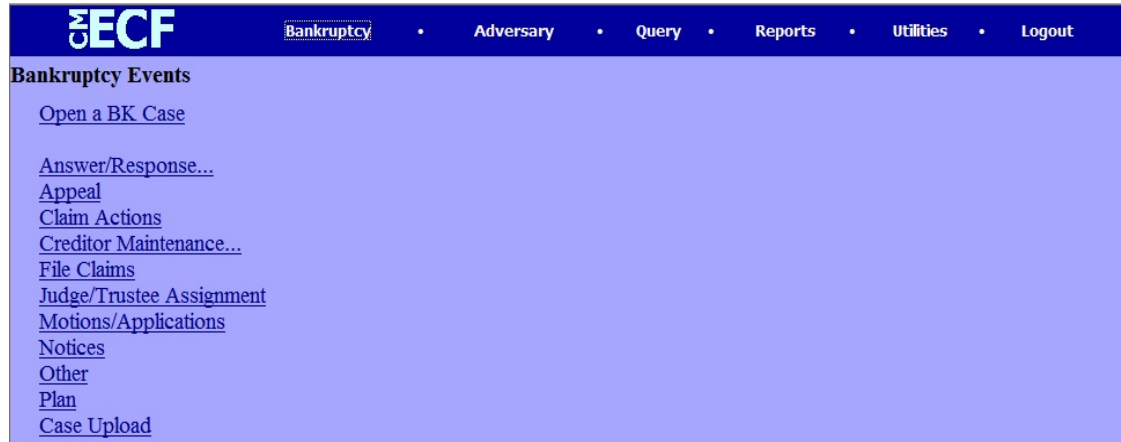 CM ECF Bankruptcy • Adversary • Query • Reports • Utilities • Logout
Bankruptcy Events
Open a BK Case
Answer/Response...
Appeal
Claim Actions
Creditor Maintenance...
File Claims
Judge/Trustee Assignment
Motions/Applications
Notices
Other
Plan
Case Upload